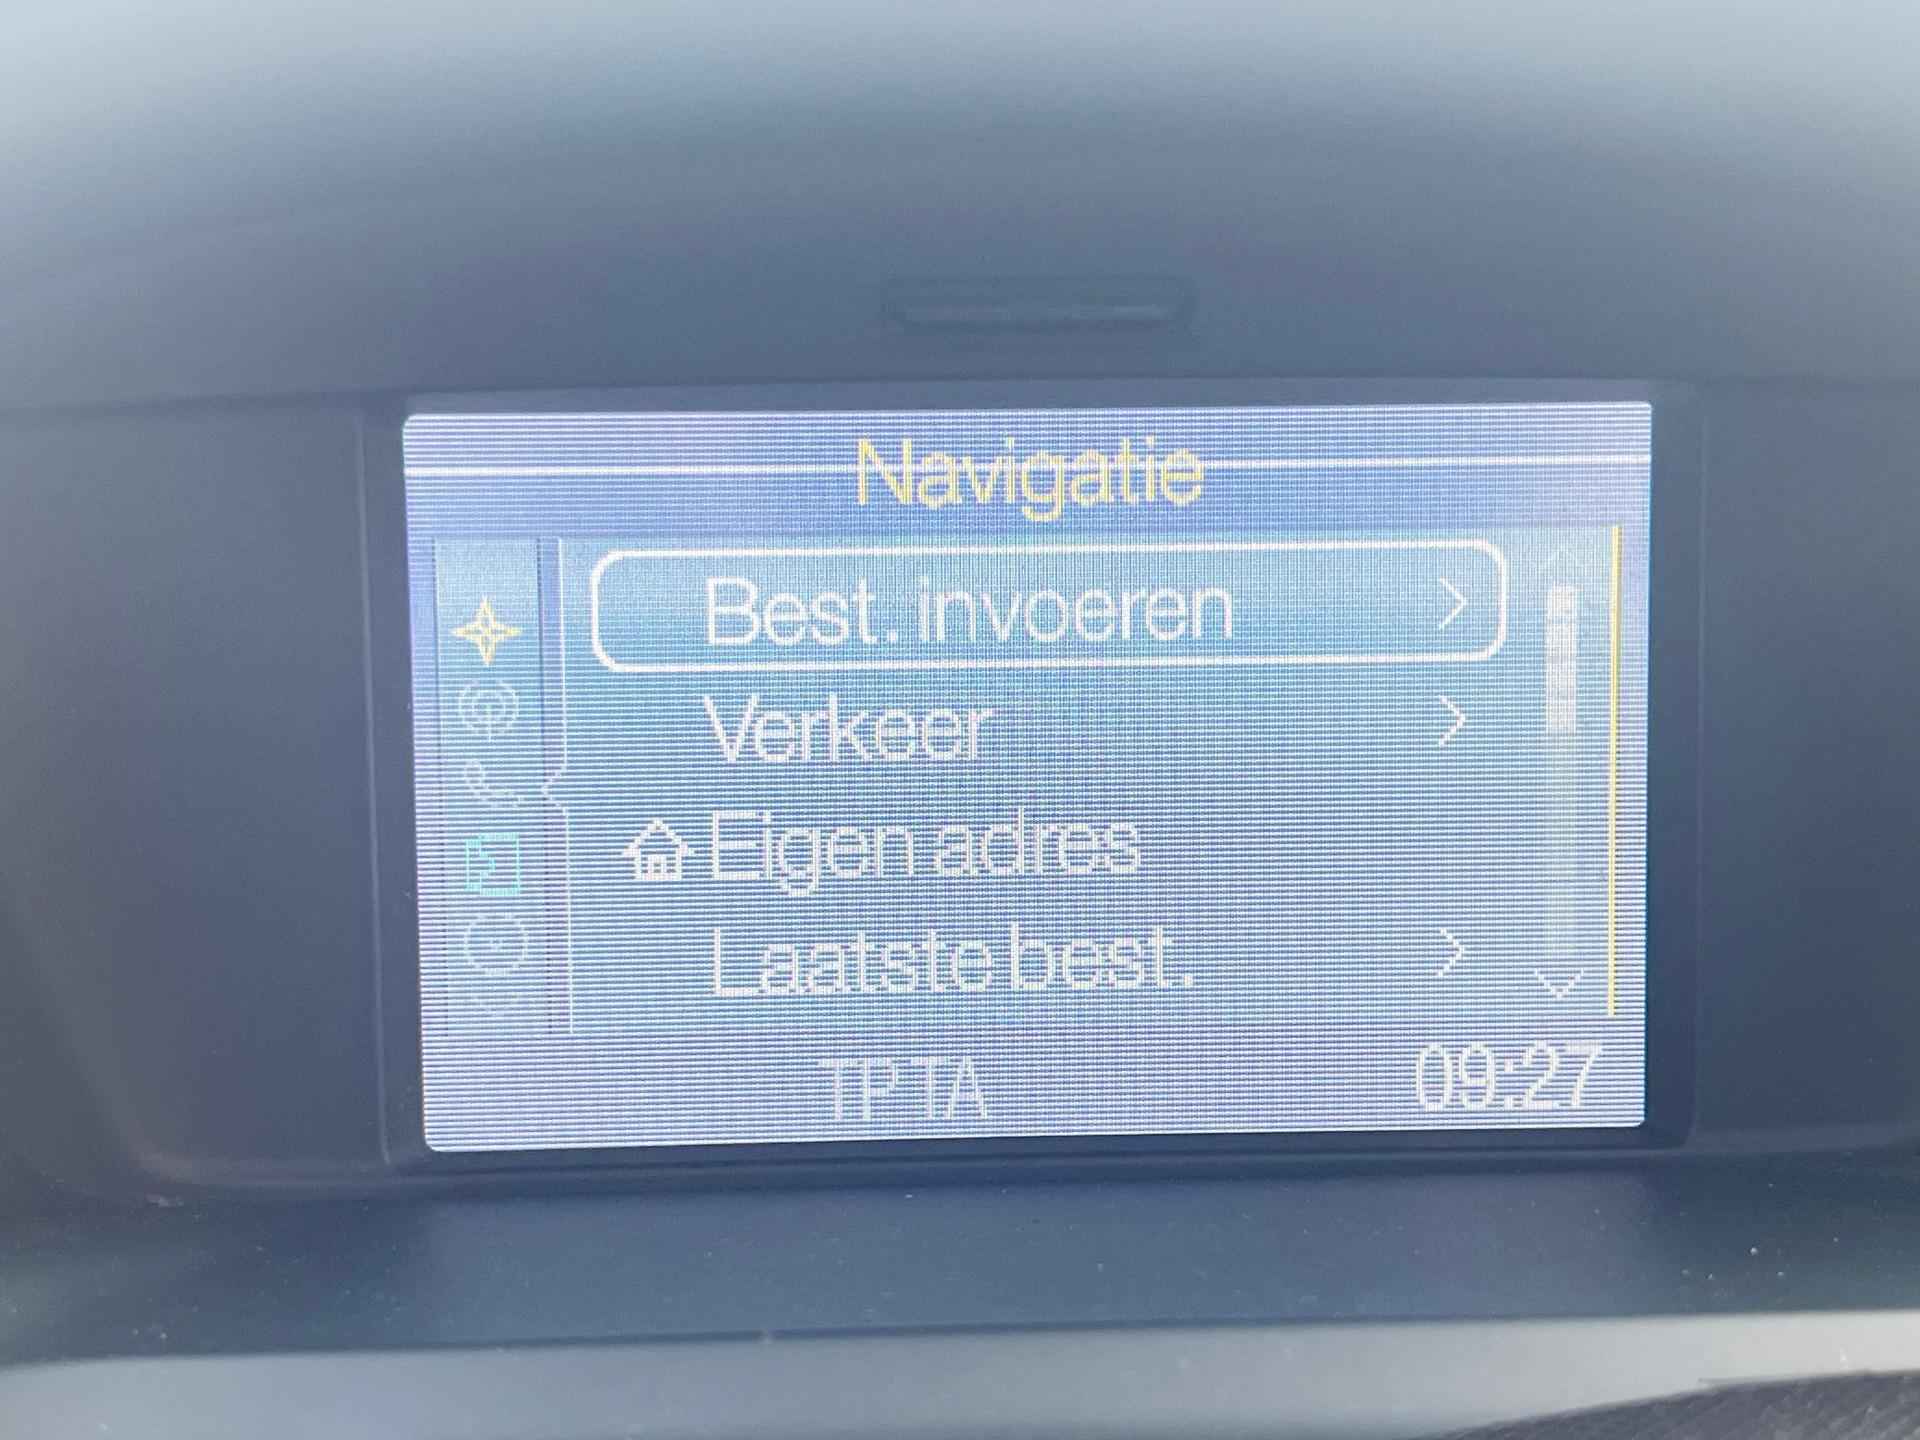 Navigatie
Best. invoeren
Verkeer
Eigen adres
Laatste best.
TP TA
09:27